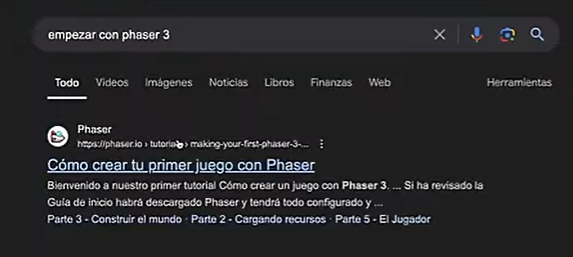 empezar con phaser 3
Todo Videos Imágenes Noticias Libros Finanzas Web Herramientas
Phaser
https://phaser.io › tutorials › making-your-first-phaser-3-...
Cómo crear tu primer juego con Phaser
Bienvenido a nuestro primer tutorial Cómo crear un juego con Phaser 3. ... Si ha revisado la
Guía de inicio habrá descargado Phaser y tendrá todo configurado y ...
Parte 3 - Construir el mundo · Parte 2 - Cargando recursos · Parte 5 - El Jugador